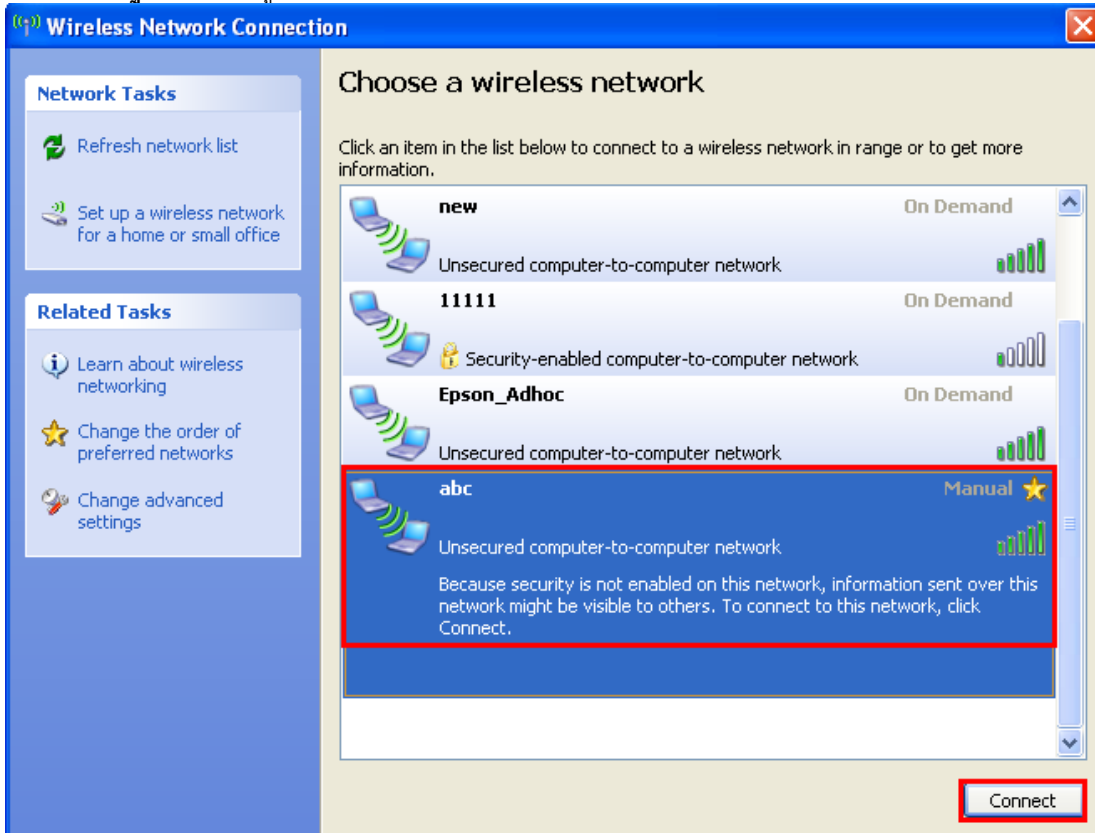 Wireless Network Connection
Network Tasks
Refresh network list
Set up a wireless network
for a home or small office
Related Tasks
Learn about wireless
networking
Change the order of
preferred networks
Change advanced
settings
Choose a wireless network
Click an item in the list below to connect to a wireless network in range or to get more
information.
new On Demand
Unsecured computer-to-computer network
11111 On Demand
Security-enabled computer-to-computer network
Epson_Adhoc On Demand
Unsecured computer-to-computer network
abc Manual
Unsecured computer-to-computer network
Because security is not enabled on this network, information sent over this
network might be visible to others. To connect to this network, click
Connect.
Connect